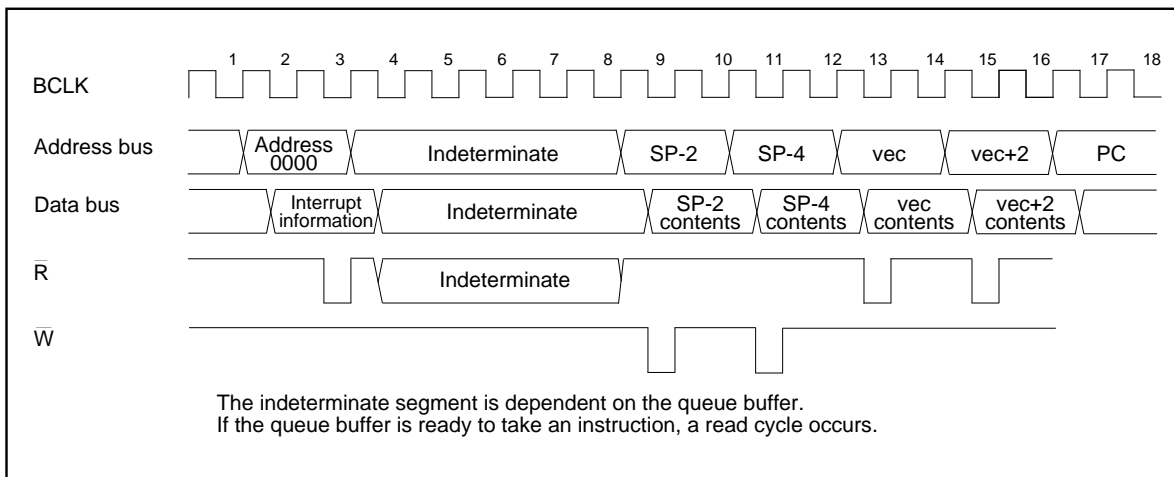 1 2 3 4 5 6 7 8 9 10 11 12 13 14 15 16 17 18
BCLK
Address bus
Address
0000
Indeterminate
SP-2
SP-4
vec
vec+2
PC
Data bus
Interrupt
information
Indeterminate
SP-2
contents
SP-4
contents
vec
contents
vec+2
contents
R̅
Indeterminate
W̅
The indeterminate segment is dependent on the queue buffer.
If the queue buffer is ready to take an instruction, a read cycle occurs.